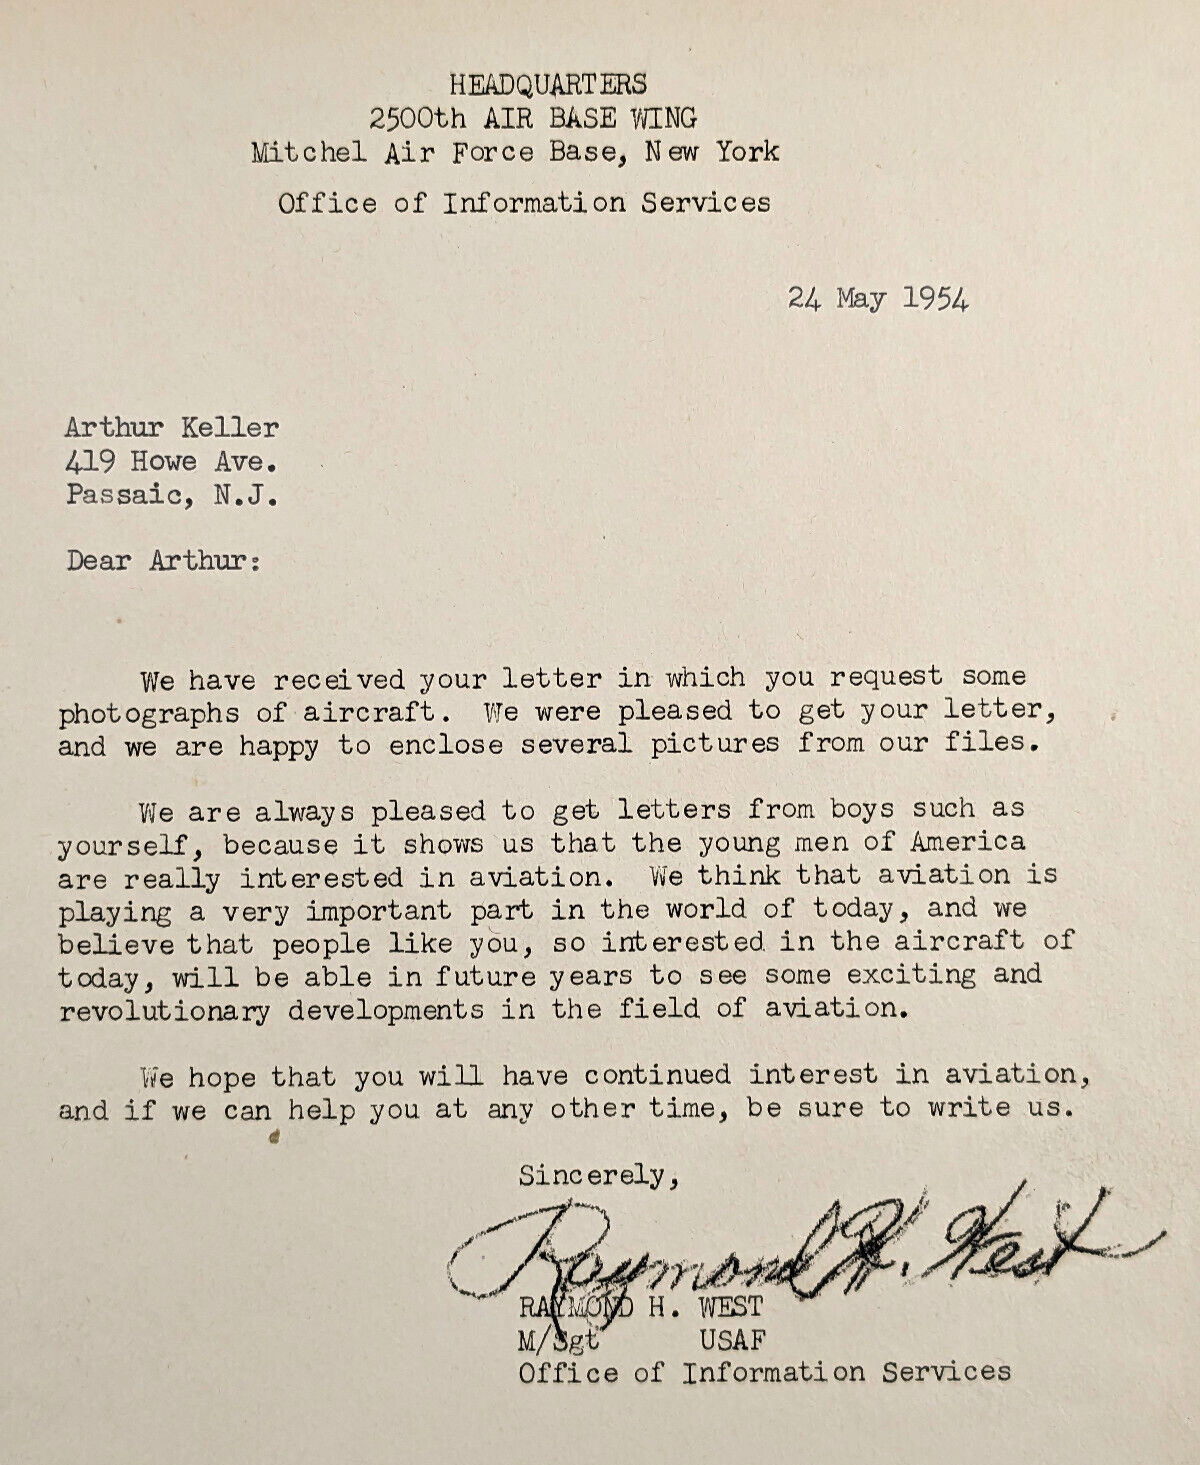 HEADQUARTERS
2500th AIR BASE WING
Mitchel Air Force Base, New York
Office of Information Services
24 May 1954
Arthur Keller
419 Howe Ave.
Passaic, N.J.
Dear Arthur:
We have received your letter in which you request some
photographs of aircraft. We were pleased to get your letter,
and we are happy to enclose several pictures from our files.
We are always pleased to get letters from boys such as
yourself, because it shows us that the young men of America
are really interested in aviation. We think that aviation is
playing a very important part in the world of today, and we
believe that people like you, so interested in the aircraft of
today, will be able in future years to see some exciting and
revolutionary developments in the field of aviation.
We hope that you will have continued interest in aviation,
and if we can help you at any other time, be sure to write us.
Sincerely,
Raymond H. West
RAYMOND H. WEST
M/Sgt USAF
Office of Information Services